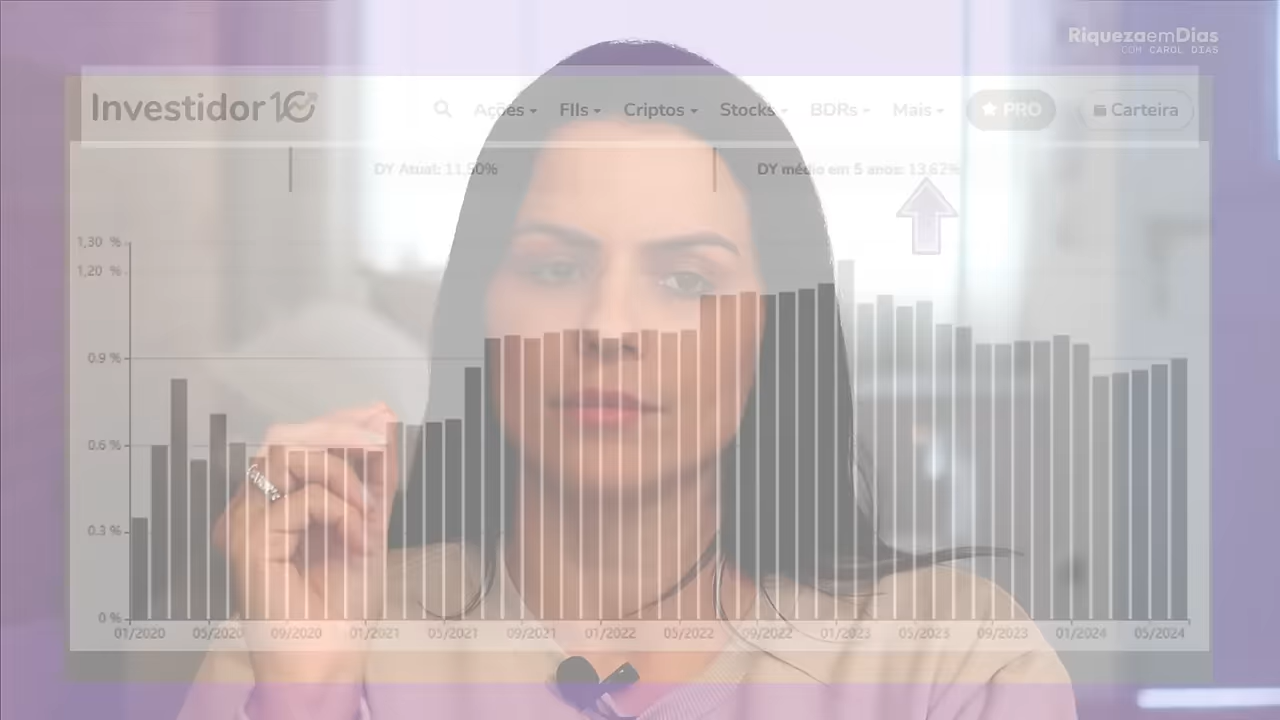 RiquezaemDias
COM CAROL DIAS
Investidor10
Ações
FIIs
Criptos
Stocks
BDRs
Mais
PRO
Carteira
DY Atual: 11.50%
DY médio em 5 anos: 13.62%
1,30 %
1,20 %
0.9 %
0.6 %
0.3 %
0 %
01/2020 05/2020 09/2020 01/2021 05/2021 09/2021 01/2022 05/2022 09/2022 01/2023 05/2023 09/2023 01/2024 05/2024